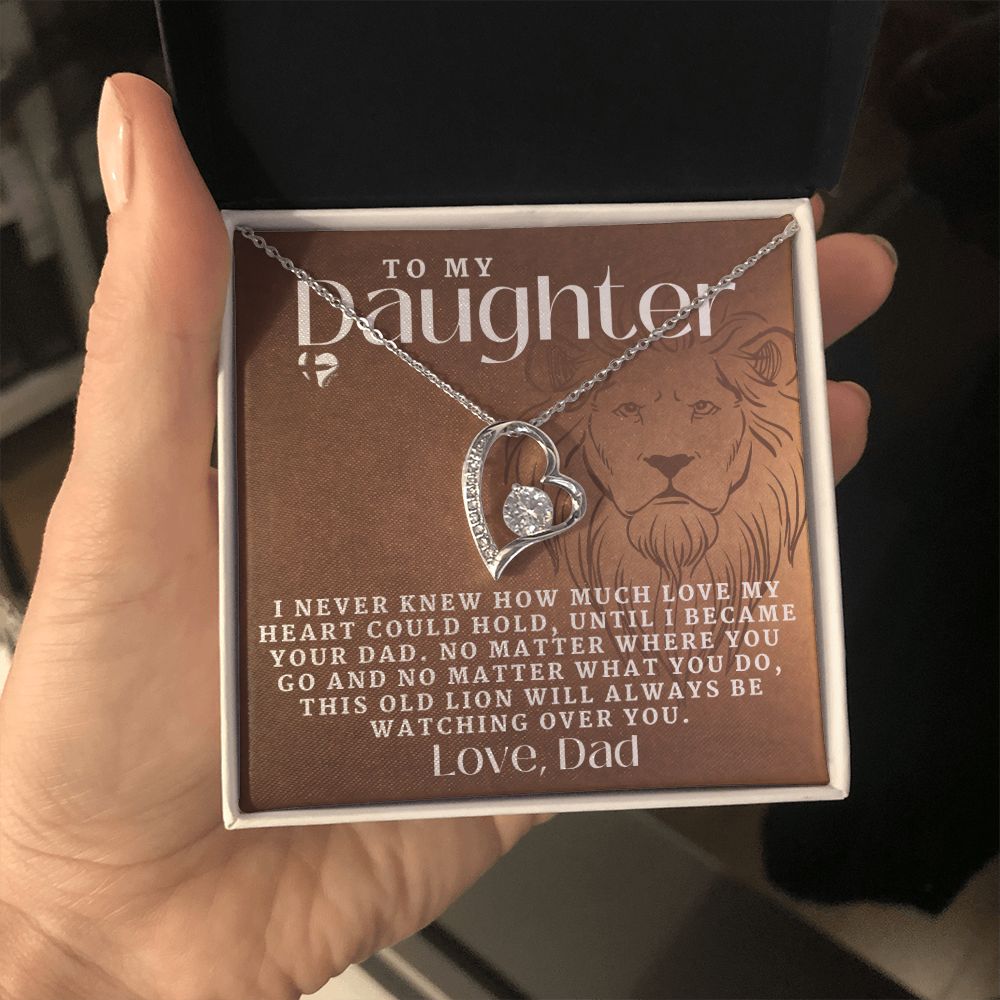 TO MY
Daughter
I NEVER KNEW HOW MUCH LOVE MY
HEART COULD HOLD, UNTIL I BECAME
YOUR DAD. NO MATTER WHERE YOU
GO AND NO MATTER WHAT YOU DO,
THIS OLD LION WILL ALWAYS BE
WATCHING OVER YOU.
Love, Dad